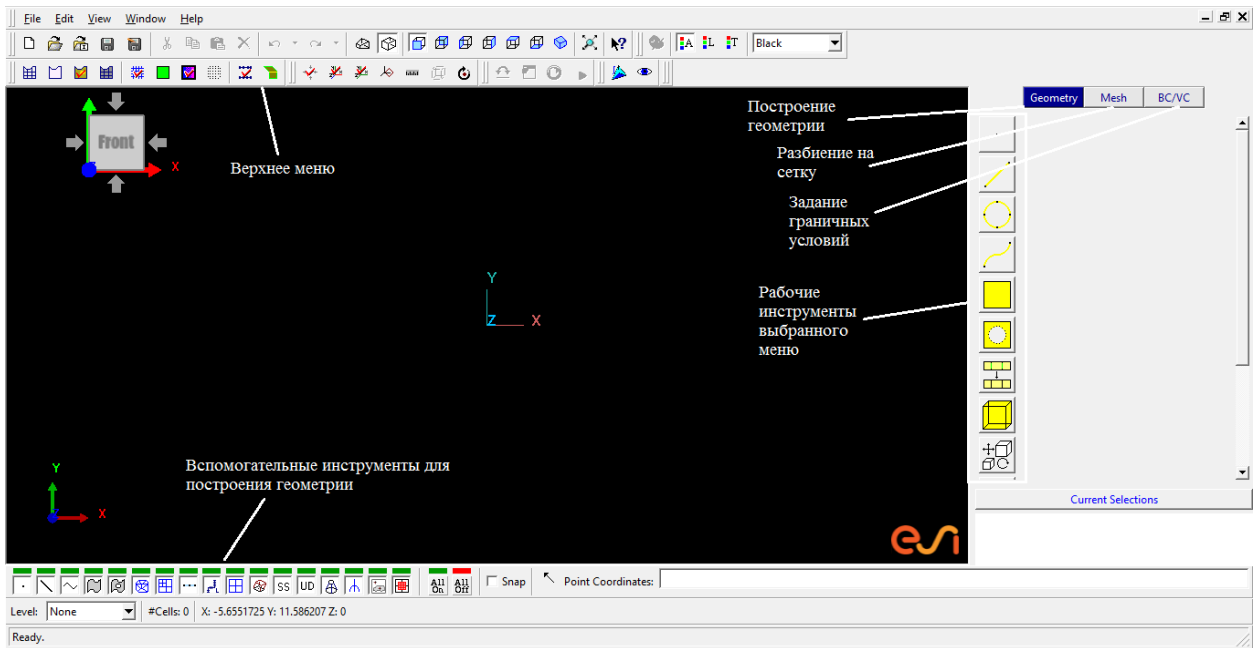 File Edit View Window Help
A L T Black
Geometry Mesh BC/VC
Front
X
Верхнее меню
Построение
геометрии
Разбиение на
сетку
Задание
граничных
условий
Y
Z X
Рабочие
инструменты
выбранного
меню
Вспомогательные инструменты для
построения геометрии
Y
X
esi
Current Selections
SS UD All On All Off Snap Point Coordinates:
Level: None #Cells: 0 X: -5.6551725 Y: 11.586207 Z: 0
Ready.